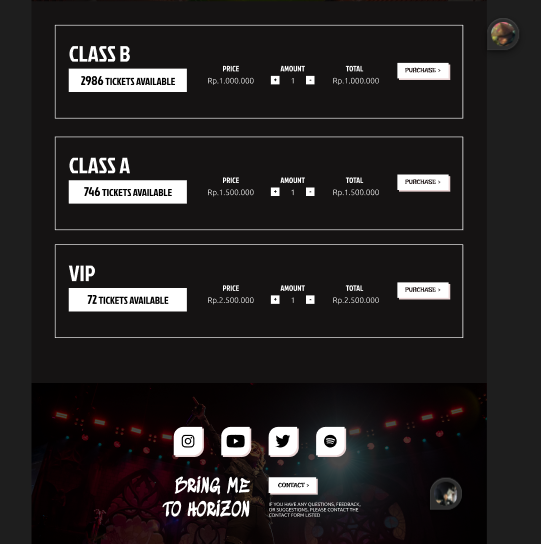 CLASS B
2986 TICKETS AVAILABLE
PRICE
Rp.1.000.000
AMOUNT
+ 1 -
TOTAL
Rp.1.000.000
PURCHASE >
CLASS A
746 TICKETS AVAILABLE
PRICE
Rp.1.500.000
AMOUNT
+ 1 -
TOTAL
Rp.1.500.000
PURCHASE >
VIP
72 TICKETS AVAILABLE
PRICE
Rp.2.500.000
AMOUNT
+ 1 -
TOTAL
Rp.2.500.000
PURCHASE >
BRING ME
TO HORIZON
CONTACT >
IF YOU HAVE ANY QUESTIONS, FEEDBACK,
OR SUGGESTIONS, PLEASE CONTACT THE
CONTACT FORM LISTED